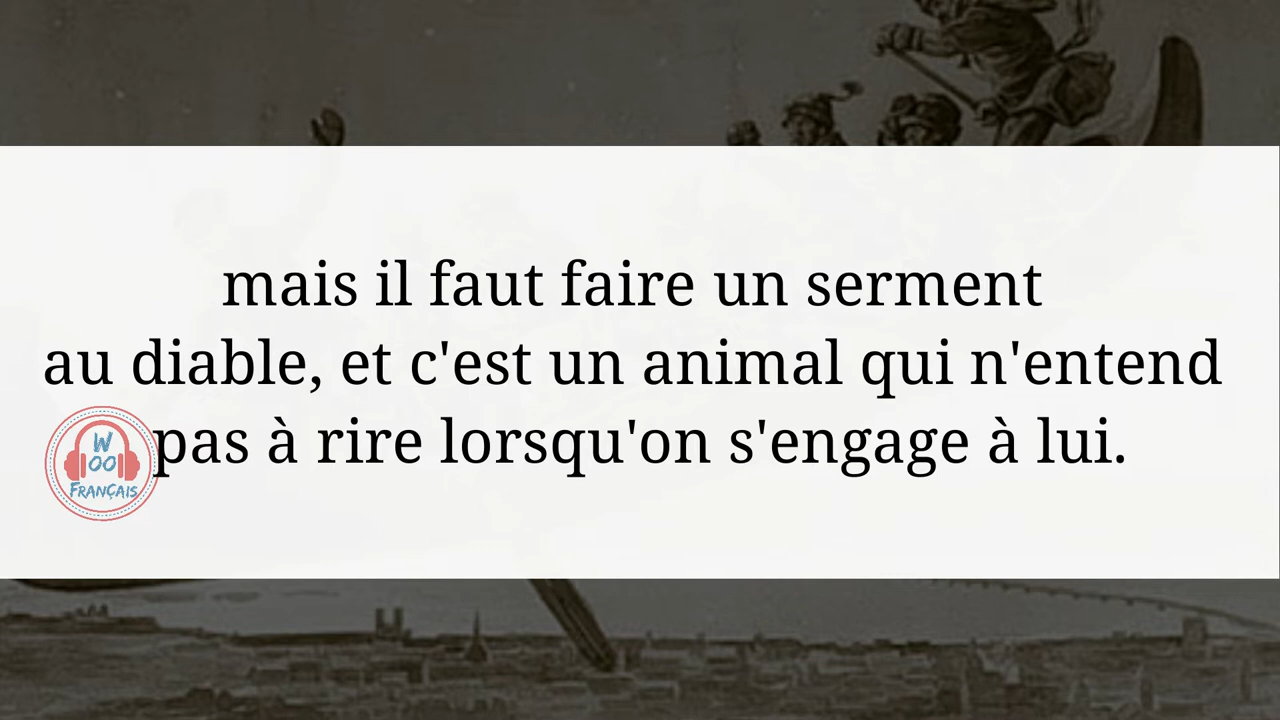 mais il faut faire un serment
au diable, et c'est un animal qui n'entend
pas à rire lorsqu'on s'engage à lui.
W
OO
FRANÇAIS